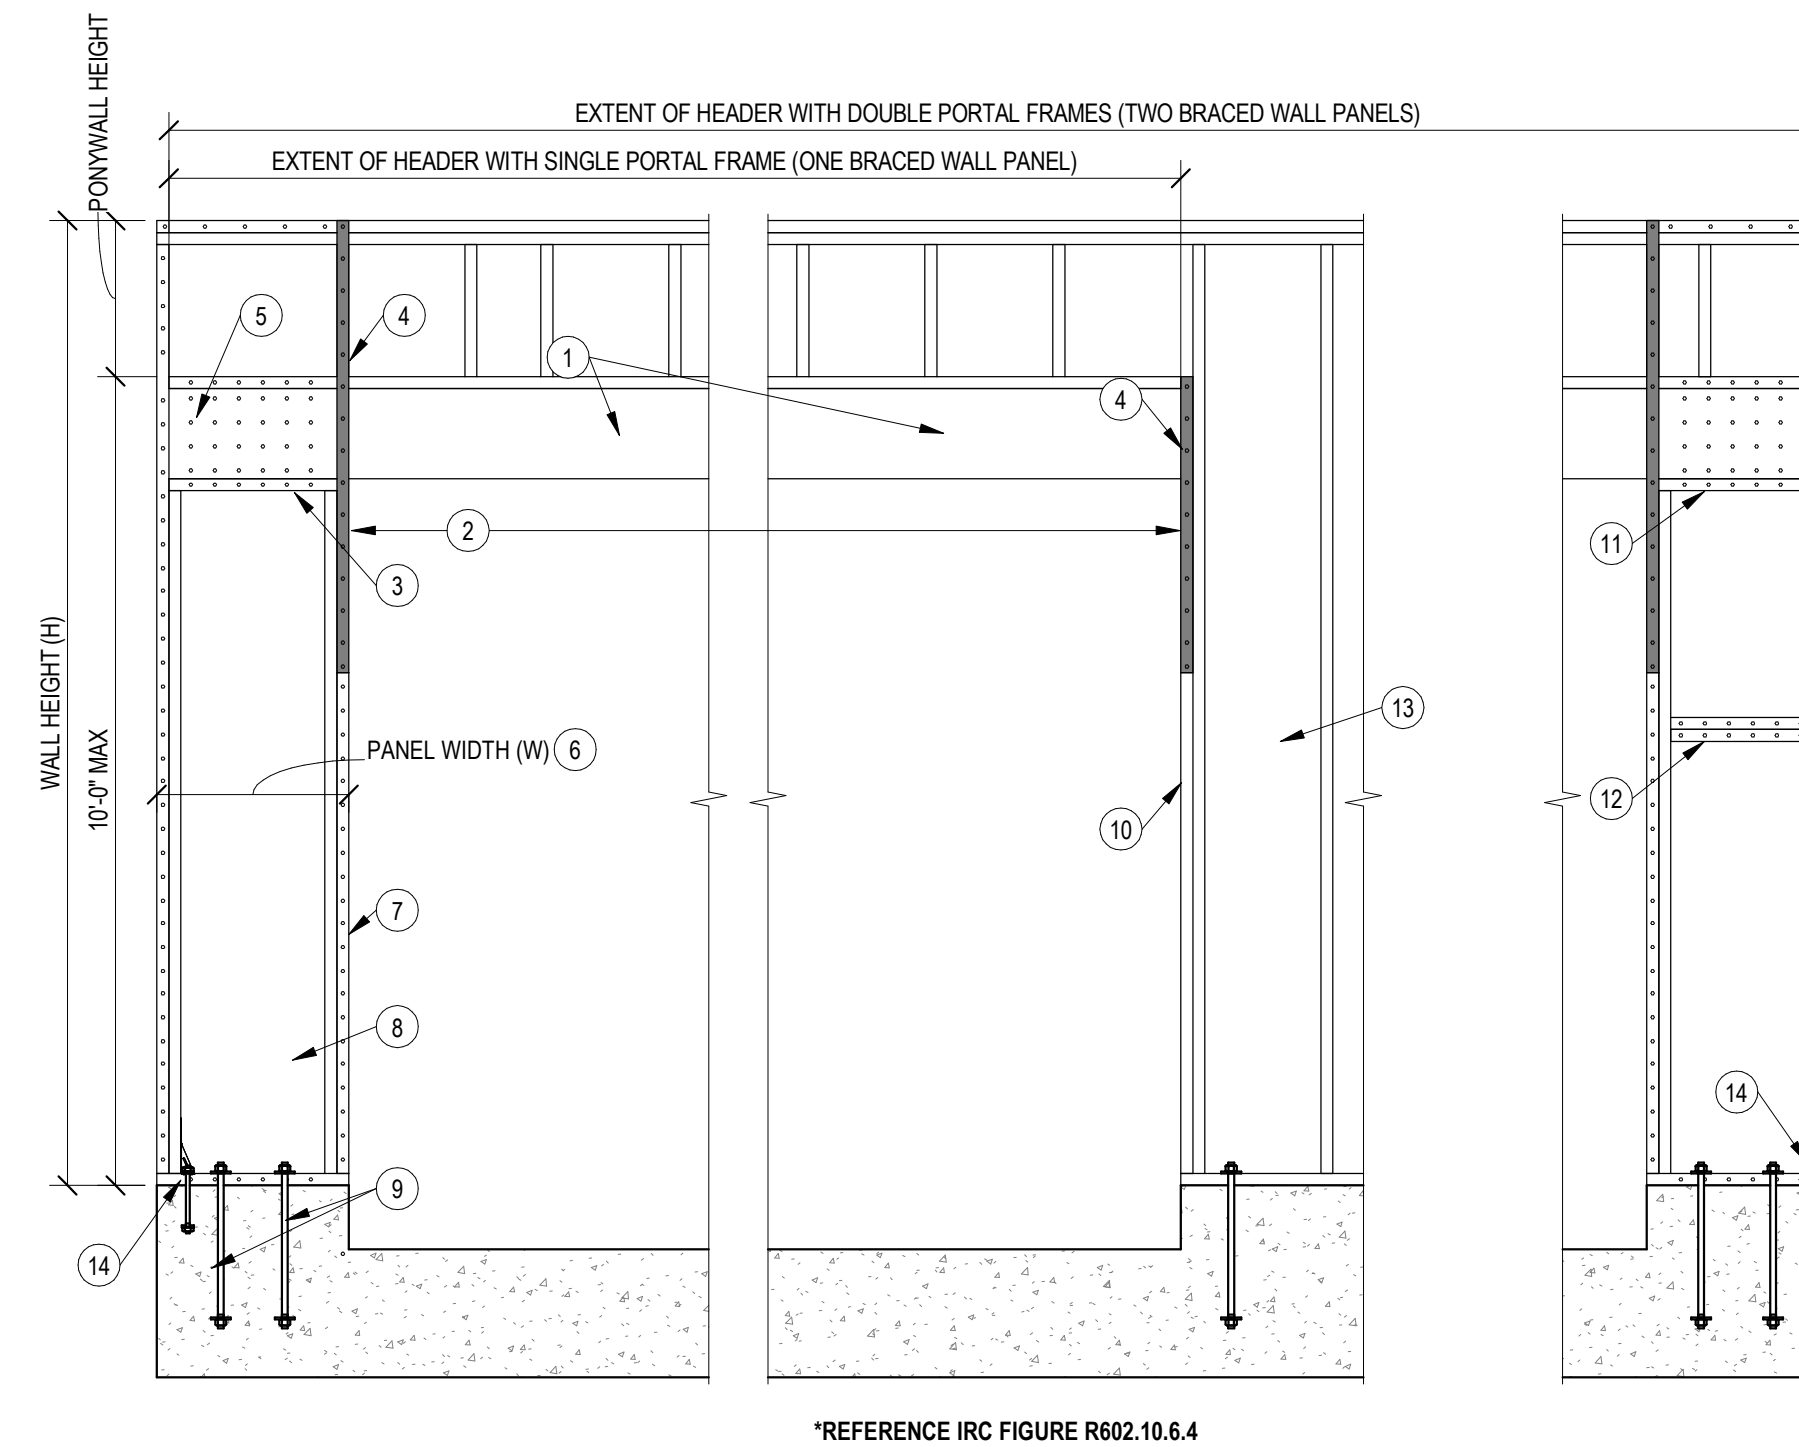 PONYWALL HEIGHT
EXTENT OF HEADER WITH DOUBLE PORTAL FRAMES (TWO BRACED WALL PANELS)
EXTENT OF HEADER WITH SINGLE PORTAL FRAME (ONE BRACED WALL PANEL)
5
4
1
4
2
11
3
WALL HEIGHT (H)
10'-0" MAX
13
PANEL WIDTH (W) 6
12
10
7
8
14
9
14
*REFERENCE IRC FIGURE R602.10.6.4